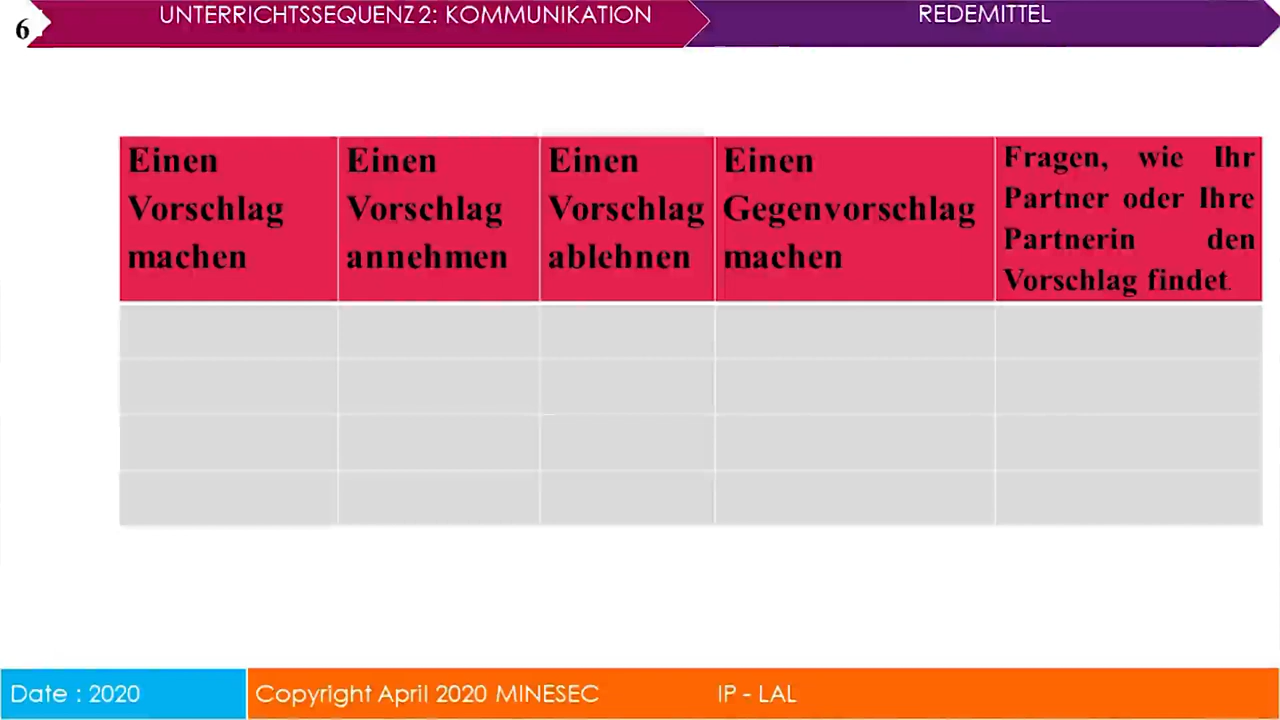 6
UNTERRICHTSSEQUENZ 2: KOMMUNIKATION
REDEMITTEL
Einen
Vorschlag
machen
Einen
Vorschlag
annehmen
Einen
Vorschlag
ablehnen
Einen
Gegenvorschlag
machen
Fragen, wie Ihr
Partner oder Ihre
Partnerin den
Vorschlag findet.
Date : 2020
Copyright April 2020 MINESEC
IP - LAL